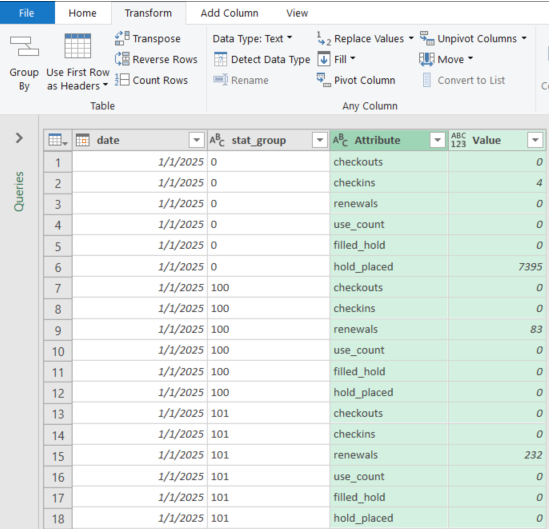 File Home Transform Add Column View
Transpose Data Type: Text 1 2 Replace Values Unpivot Columns
Reverse Rows Detect Data Type Fill Move
Group By Use First Row as Headers Count Rows Rename Pivot Column Convert to List
Table Any Column
Queries
date ABC stat_group ABC Attribute ABC 123 Value
1 1/1/2025 0 checkouts 0
2 1/1/2025 0 checkins 4
3 1/1/2025 0 renewals 0
4 1/1/2025 0 use_count 0
5 1/1/2025 0 filled_hold 0
6 1/1/2025 0 hold_placed 7395
7 1/1/2025 100 checkouts 0
8 1/1/2025 100 checkins 0
9 1/1/2025 100 renewals 83
10 1/1/2025 100 use_count 0
11 1/1/2025 100 filled_hold 0
12 1/1/2025 100 hold_placed 0
13 1/1/2025 101 checkouts 0
14 1/1/2025 101 checkins 0
15 1/1/2025 101 renewals 232
16 1/1/2025 101 use_count 0
17 1/1/2025 101 filled_hold 0
18 1/1/2025 101 hold_placed 0